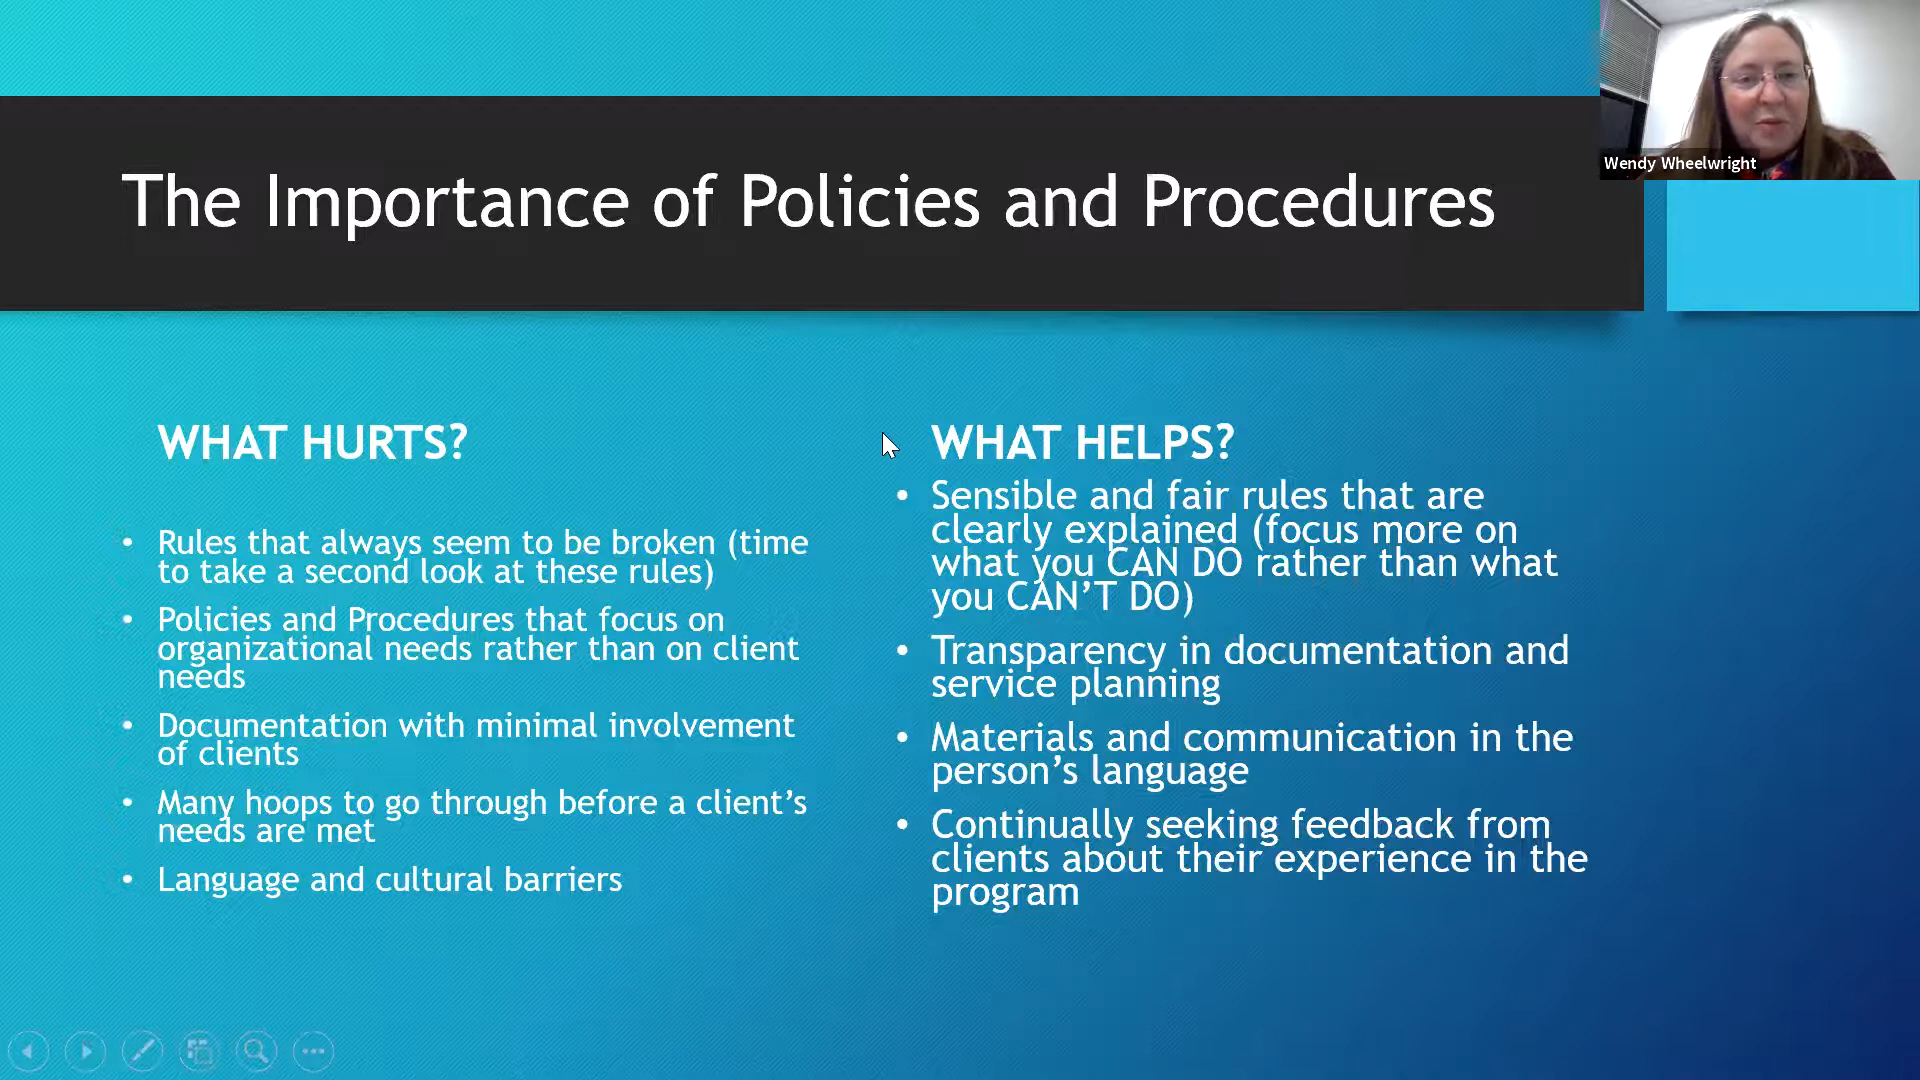 Wendy Wheelwright
The Importance of Policies and Procedures
WHAT HURTS?
• Rules that always seem to be broken (time
to take a second look at these rules)
• Policies and Procedures that focus on
organizational needs rather than on client
needs
• Documentation with minimal involvement
of clients
• Many hoops to go through before a client’s
needs are met
• Language and cultural barriers
WHAT HELPS?
• Sensible and fair rules that are
clearly explained (focus more on
what you CAN DO rather than what
you CAN’T DO)
• Transparency in documentation and
service planning
• Materials and communication in the
person’s language
• Continually seeking feedback from
clients about their experience in the
program